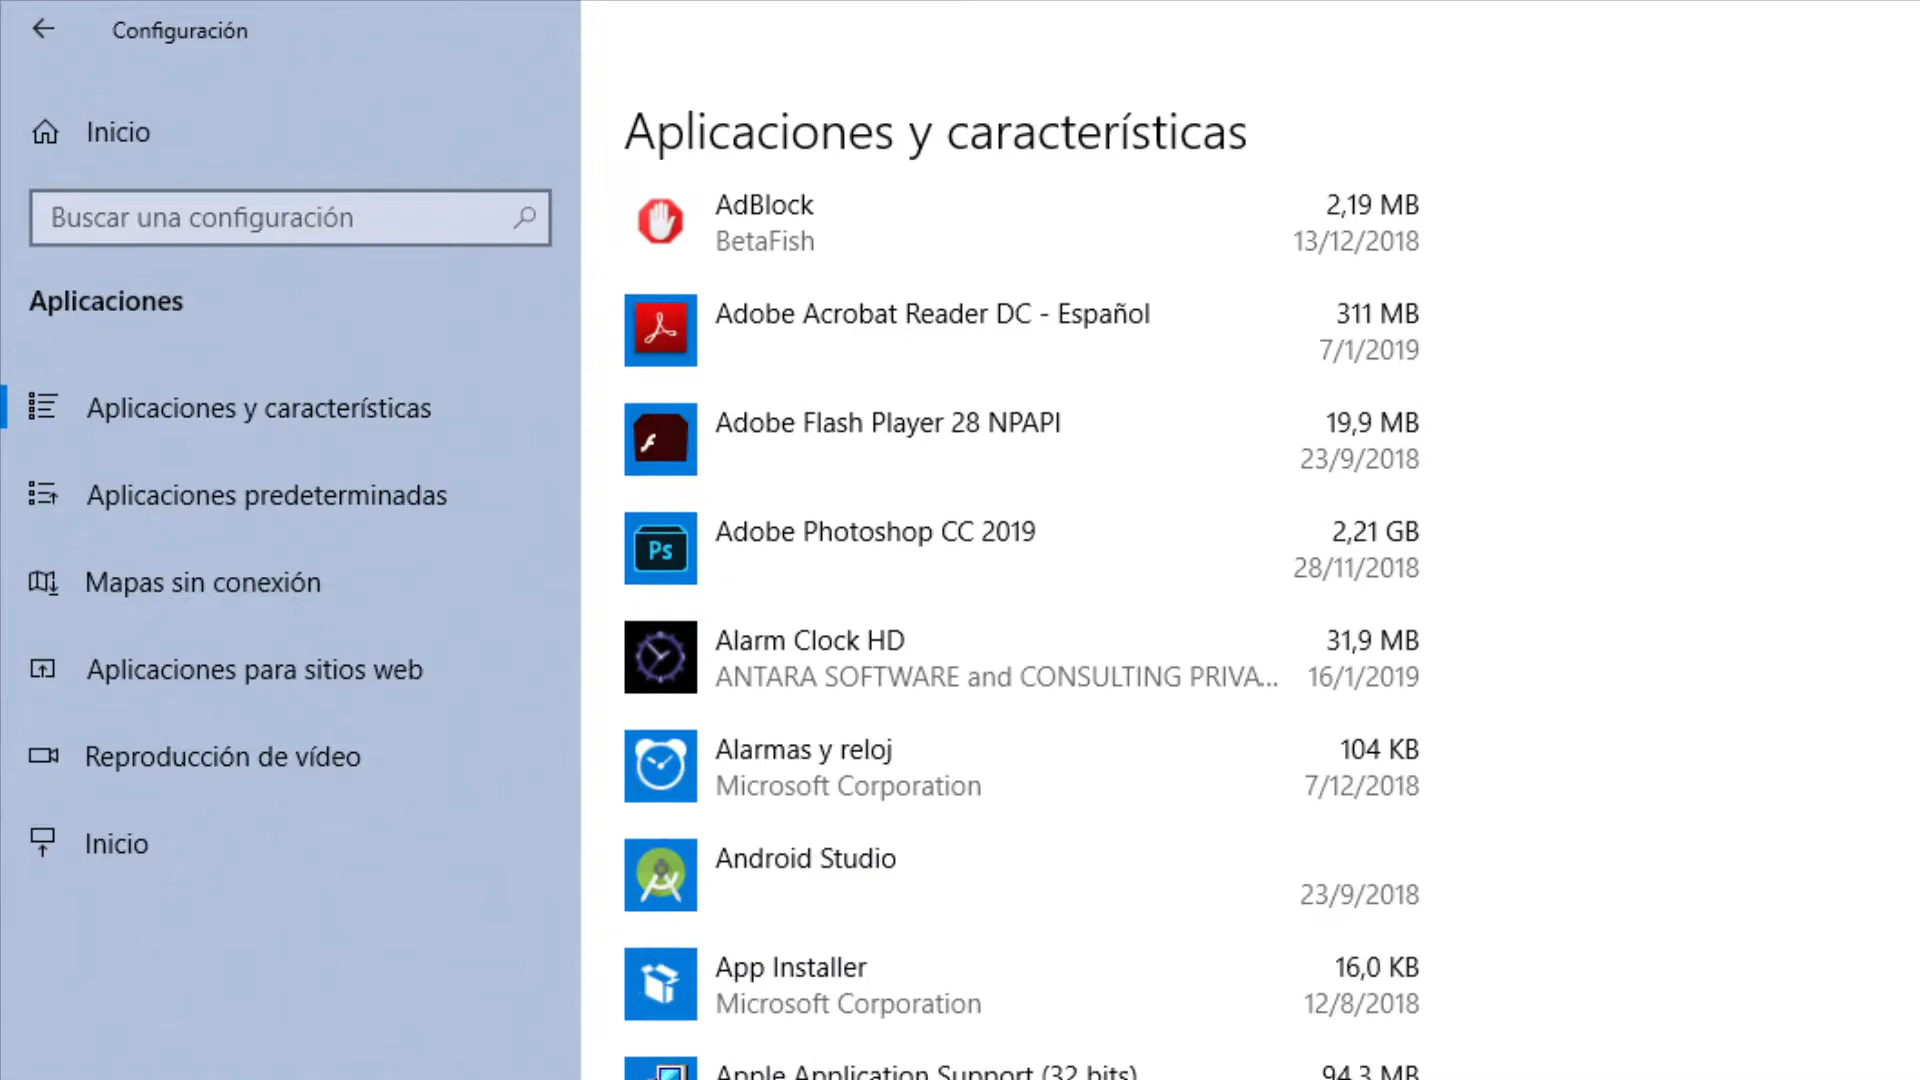 Configuración
Inicio
Buscar una configuración
Aplicaciones
Aplicaciones y características
Aplicaciones predeterminadas
Mapas sin conexión
Aplicaciones para sitios web
Reproducción de vídeo
Inicio
Aplicaciones y características
AdBlock 2,19 MB
BetaFish 13/12/2018
Adobe Acrobat Reader DC - Español 311 MB
7/1/2019
Adobe Flash Player 28 NPAPI 19,9 MB
23/9/2018
Ps
Adobe Photoshop CC 2019 2,21 GB
28/11/2018
Alarm Clock HD 31,9 MB
ANTARA SOFTWARE and CONSULTING PRIVA... 16/1/2019
Alarmas y reloj 104 KB
Microsoft Corporation 7/12/2018
Android Studio
23/9/2018
App Installer 16,0 KB
Microsoft Corporation 12/8/2018
Apple Application Support (32 bits) 94,3 MB